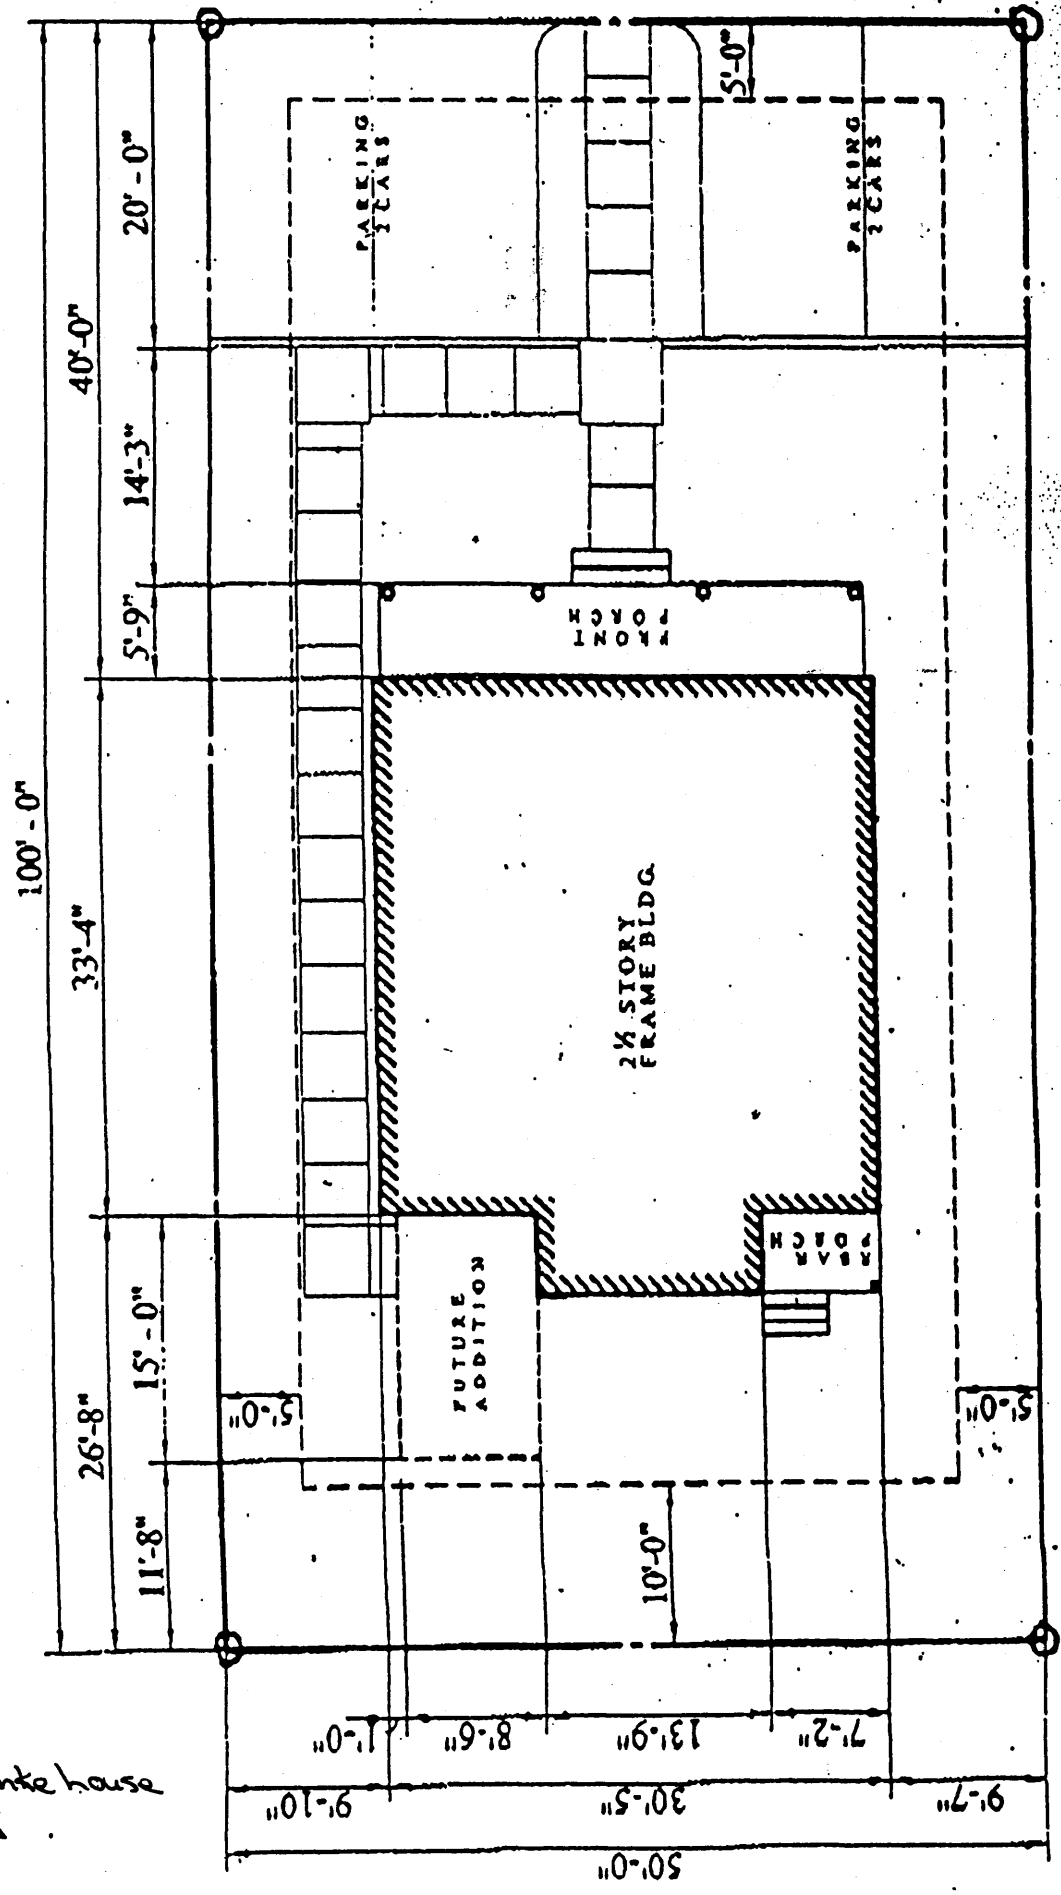 100'-0"
40'-0"
33'-4"
26'-8"
20'-0"
14'-3"
5'-9"
15'-0"
11'-8"
5'-0"
PARKING
2 CARS
PARKING
2 CARS
FRONT
PORCH
2½ STORY
FRAME BLDG.
REAR
PORCH
FUTURE
ADDITION
5'-0"
5'-0"
10'-0"
1'-0"
8'-6"
13'-9"
7'-2"
9'-10"
30'-5"
9'-7"
50'-0"
house